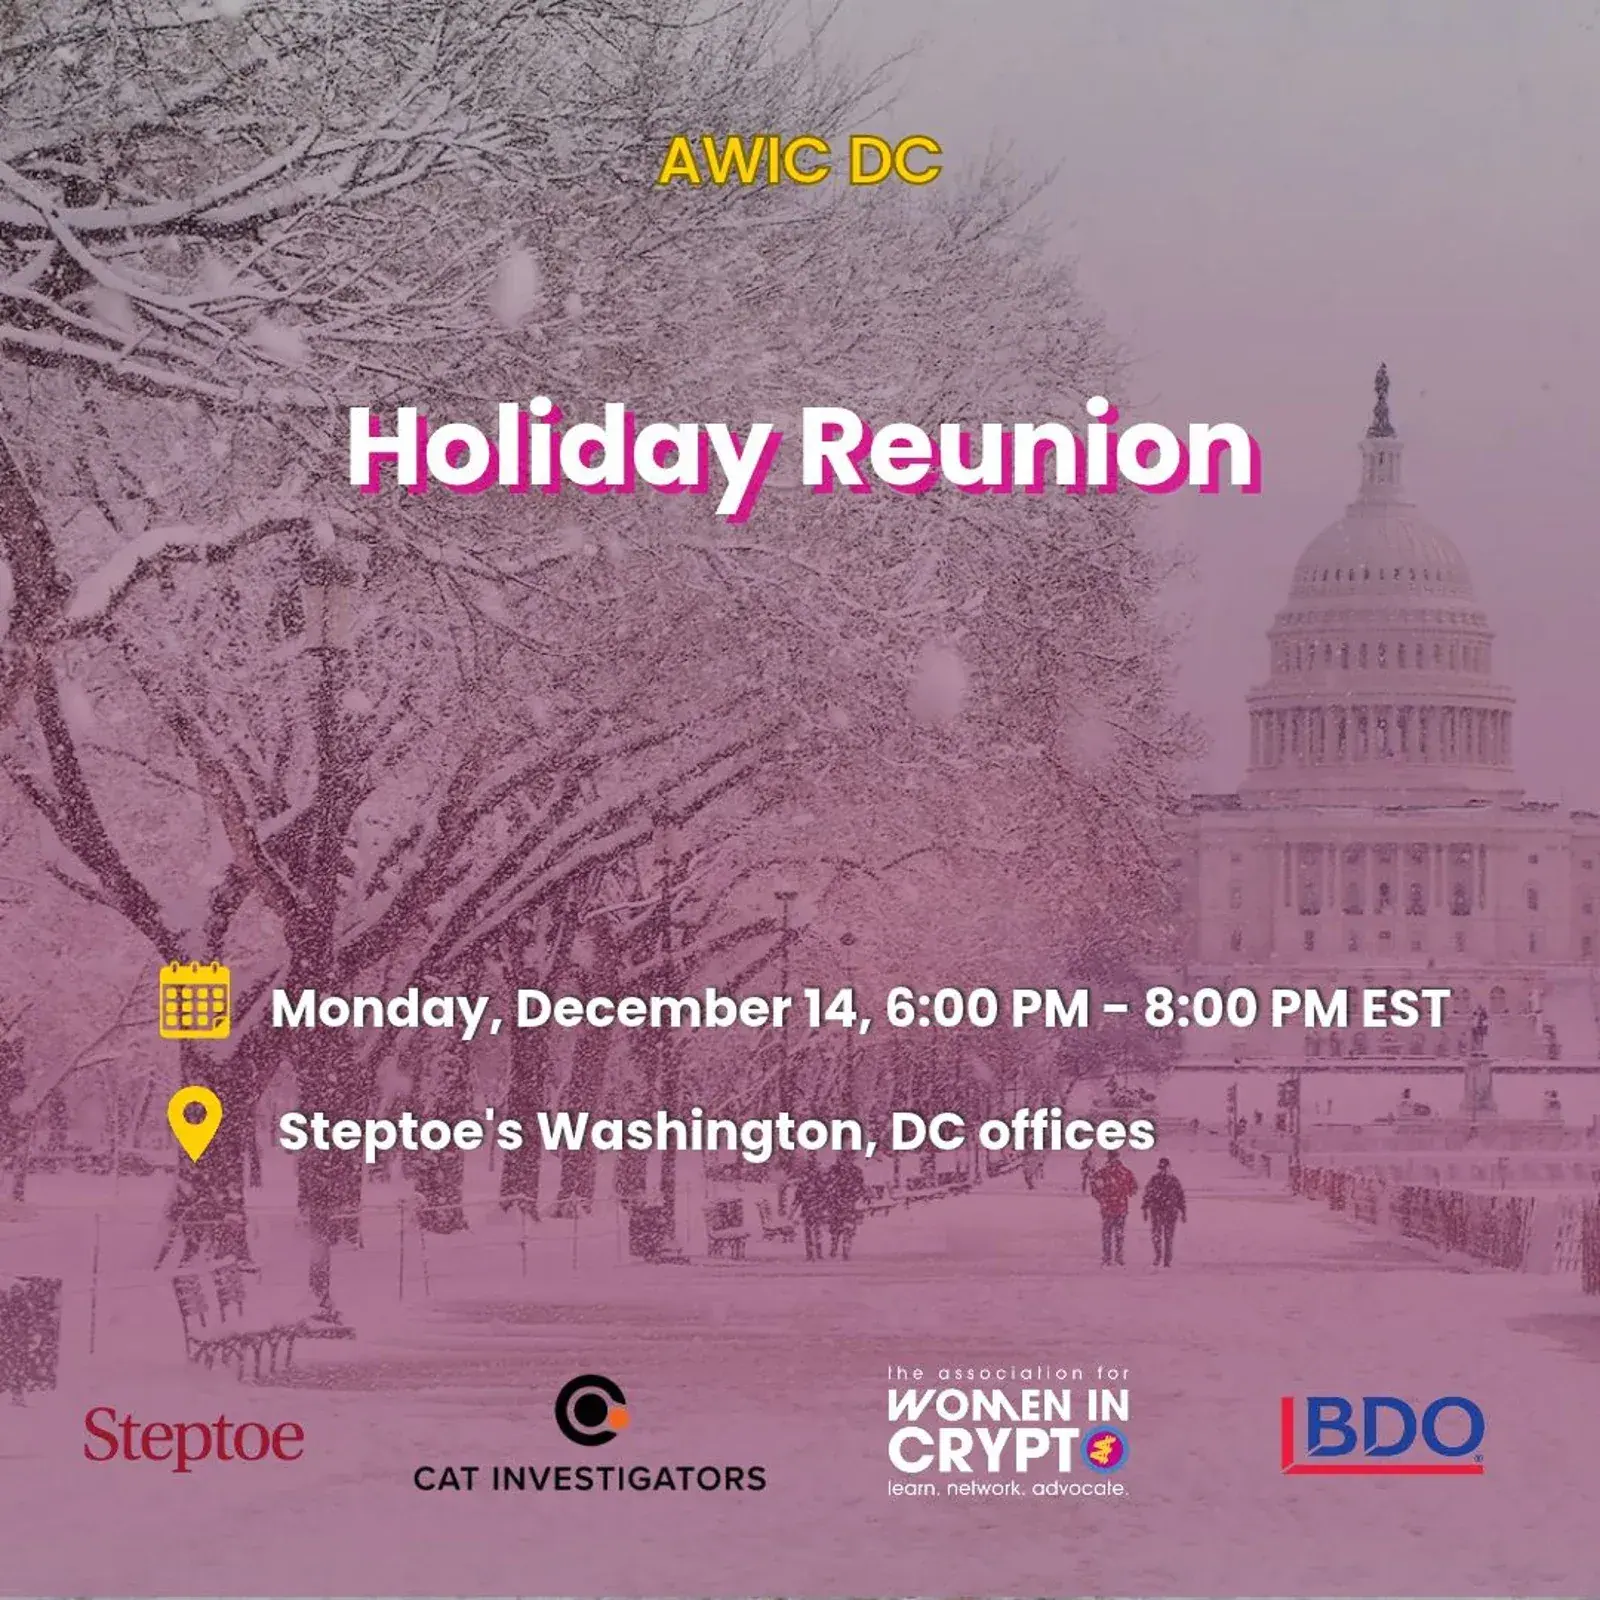 AWIC DC
Holiday Reunion
Monday, December 14, 6:00 PM - 8:00 PM EST
Steptoe's Washington, DC offices
Steptoe
CAT INVESTIGATORS
the association for
WOMEN IN
CRYPTO
learn. network. advocate.
BDO